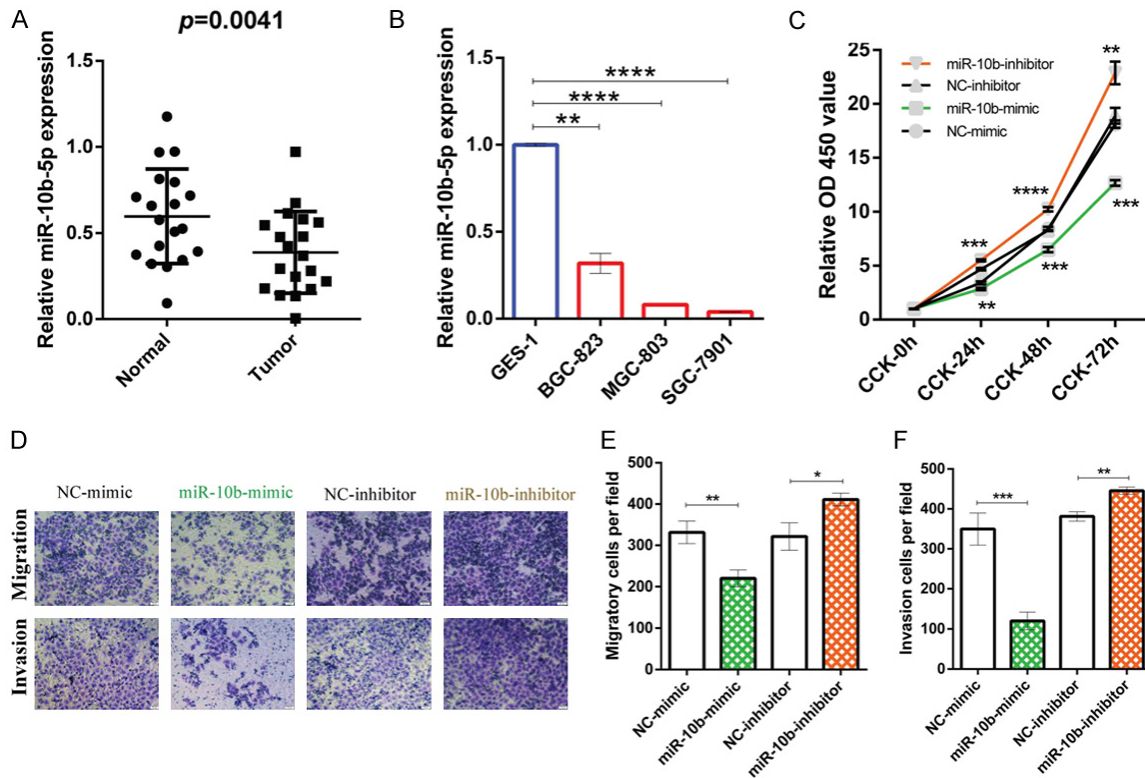 A
p=0.0041
Relative miR-10b-5p expression
1.5
1.0
0.5
0.0
Normal
Tumor
B
Relative miR-10b-5p expression
1.5
1.0
0.5
0.0
****
****
**
GES-1
BGC-823
MGC-803
SGC-7901
C
Relative OD 450 value
25
20
15
10
5
0
miR-10b-inhibitor
NC-inhibitor
miR-10b-mimic
NC-mimic
**
****
***
***
***
**
CCK-0h
CCK-24h
CCK-48h
CCK-72h
D
NC-mimic
miR-10b-mimic
NC-inhibitor
miR-10b-inhibitor
Migration
Invasion
E
Migratory cells per field
500
400
300
200
100
0
**
*
NC-mimic
miR-10b-mimic
NC-inhibitor
miR-10b-inhibitor
F
Invasion cells per field
500
400
300
200
100
0
***
**
NC-mimic
miR-10b-mimic
NC-inhibitor
miR-10b-inhibitor